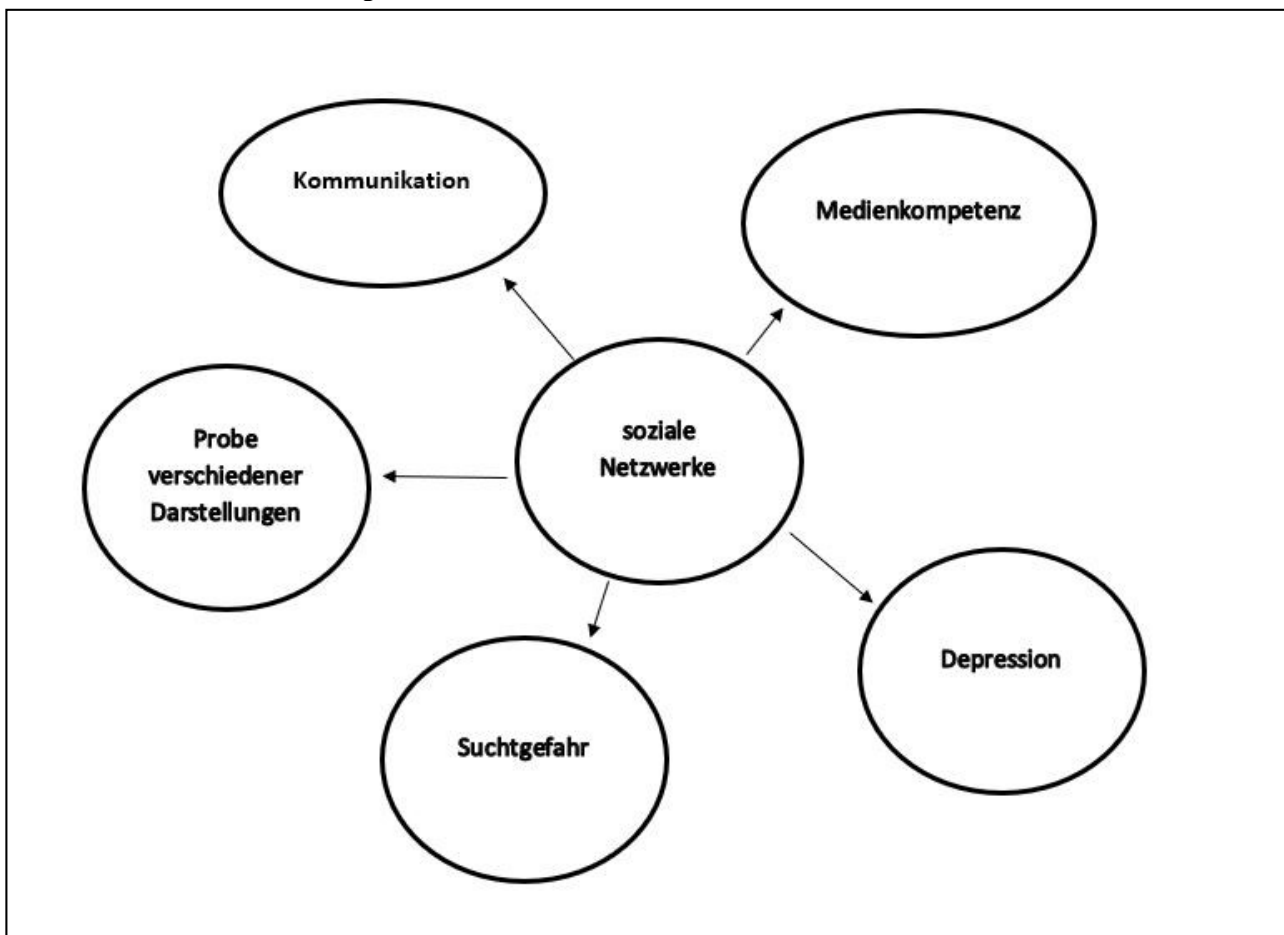 Kommunikation
Medienkompetenz
soziale
Netzwerke
Probe
verschiedener
Darstellungen
Depression
Suchtgefahr